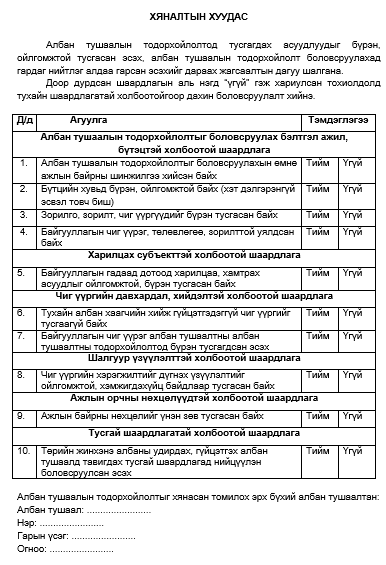 ХЯНАЛТЫН ХУУДАС
Албан тушаалын тодорхойлолтод тусгагдах асуудлуудыг бүрэн,
ойлгомжтой тусгасан эсэх, албан тушаалын тодорхойлолт боловсруулахад
гардаг нийтлэг алдаа гарсан эсэхийг дараах жагсаалтын дагуу шалгана.
Доор дурдсан шаардлагын аль нэгд "үгүй" гэж хариулсан тохиолдолд
тухайн шаардлагатай холбоотойгоор дахин боловсруулалт хийнэ.
Д/д Агуулга Тэмдэглэгээ
Албан тушаалын тодорхойлолтыг боловсруулах бэлтгэл ажил,
бүтэцтэй холбоотой шаардлага
1. Албан тушаалын тодорхойлолтыг боловсруулахын өмнө Тийм Үгүй
ажлын байрны шинжилгээ хийсэн байх
2. Бүтцийн хувьд бүрэн, ойлгомжтой байх (хэт дэлгэрэнгүй Тийм Үгүй
эсвэл товч биш)
3. Зорилго, зорилт, чиг үүргүүдийг бүрэн тусгасан байх Тийм Үгүй
4. Байгууллагын чиг үүрэг, төлөвлөгөө, зорилттой уялдсан Тийм Үгүй
байх
Харилцах субъекттэй холбоотой шаардлага
5. Байгууллагын гадаад дотоод харилцаа, хамтрах Тийм Үгүй
асуудлыг ойлгомжтой, бүрэн тусгасан байх
Чиг үүргийн давхардал, хийдэлтэй холбоотой шаардлага
6. Тухайн албан хаагчийн хийж гүйцэтгэдэггүй чиг үүргийг Тийм Үгүй
тусгаагүй байх
7. Байгууллагын чиг үүрэг албан тушаалтны албан Тийм Үгүй
тушаалтны тодорхойлолтод бүрэн тусгагдсан эсэх
Шалгуур үзүүлэлттэй холбоотой шаардлага
8. Чиг үүргийн хэрэгжилтийг дүгнэх үзүүлэлтийг Тийм Үгүй
ойлгомжтой, хэмжигдэхүйц байдлаар тусгасан байх
Ажлын орчны нөхцөлүүдтэй холбоотой шаардлага
9. Ажлын байрны нөхцөлийг үнэн зөв тусгасан байх Тийм Үгүй
Тусгай шаардлагатай холбоотой шаардлага
10. Төрийн жинхэнэ албаны удирдах, гүйцэтгэх албан Тийм Үгүй
тушаалд тавигдах тусгай шаардлагад нийцүүлэн
боловсруулсан эсэх
Албан тушаалын тодорхойлолтыг хянасан томилох эрх бүхий албан тушаалтан:
Албан тушаал: ........................
Нэр: ........................
Гарын үсэг: ........................
Огноо: ........................